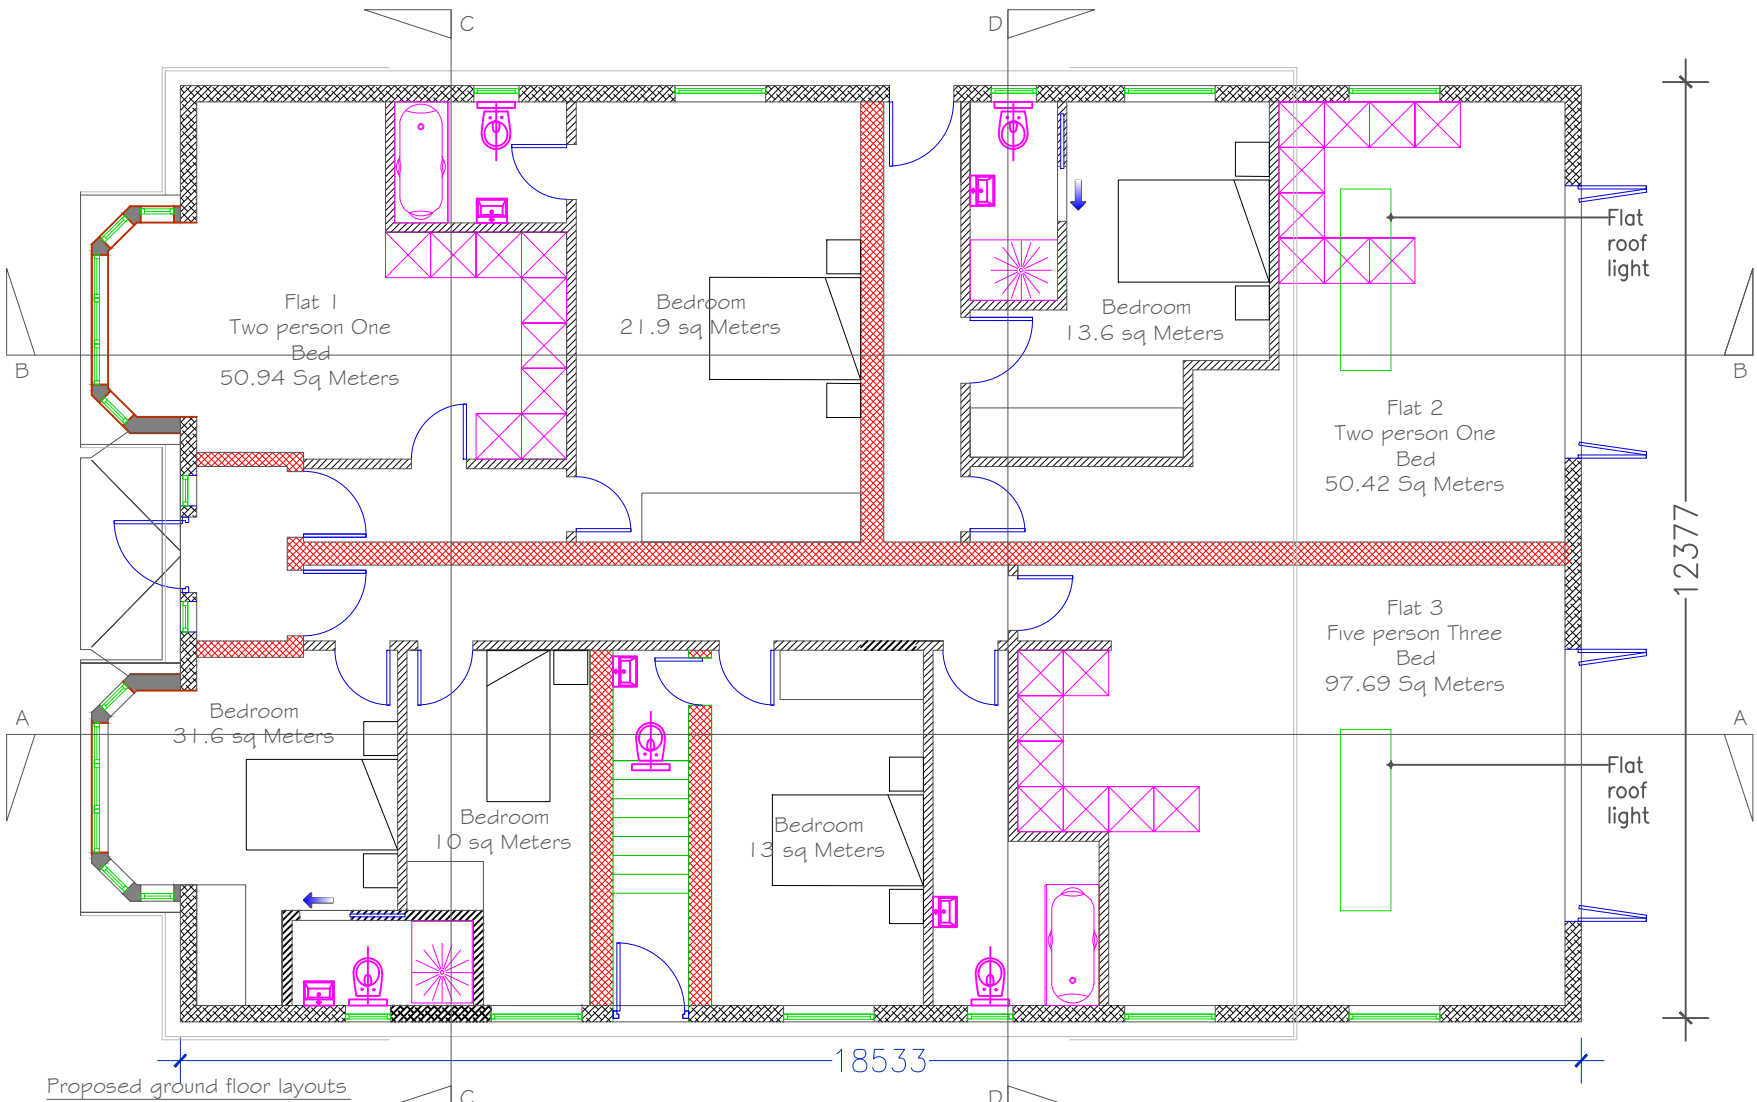 C
D
Flat
roof
light
Flat 1
Two person One
Bed
50.94 Sq Meters
Bedroom
21.9 sq Meters
Bedroom
13.6 sq Meters
B
B
Flat 2
Two person One
Bed
50.42 Sq Meters
12377
Flat 3
Five person Three
Bed
97.69 Sq Meters
A
A
Bedroom
31.6 sq Meters
Flat
roof
light
Bedroom
10 sq Meters
Bedroom
13 sq Meters
18533
Proposed ground floor layouts
C
D